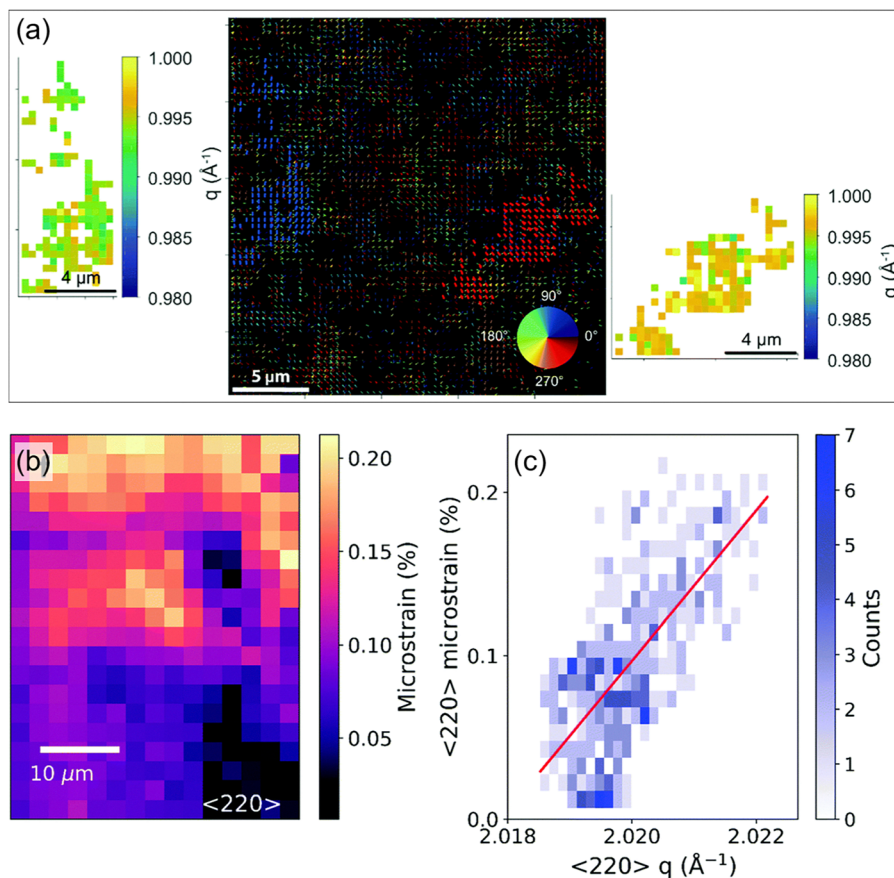 (a)
1.000
0.995
0.990
0.985
0.980
q (Å⁻¹)
4 μm
90°
180°
0°
270°
5 μm
1.000
0.995
0.990
0.985
0.980
q (Å⁻¹)
4 μm
(b)
10 μm
<220>
0.20
0.15
0.10
0.05
Microstrain (%)
(c)
<220> microstrain (%)
0.2
0.1
0.0
2.018
2.020
2.022
<220> q (Å⁻¹)
7
6
5
4
3
2
1
0
Counts